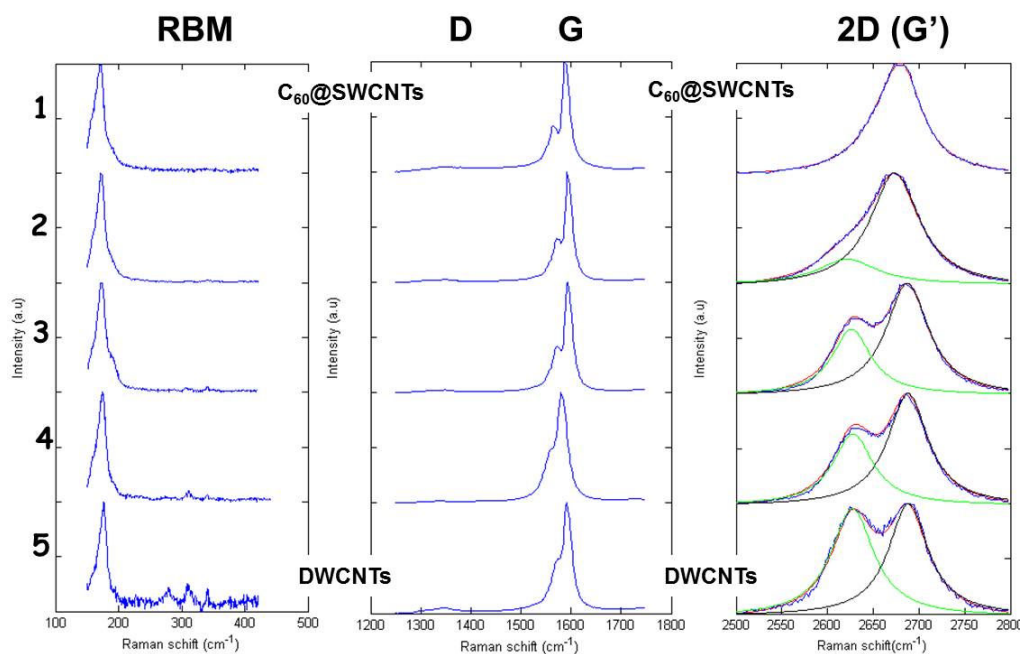 RBM D G 2D (G’)
C₆₀@SWCNTs C₆₀@SWCNTs
1
2
3
4
5
Intensity (a.u) Intensity (a.u) Intensity (a.u)
DWCNTs DWCNTs
100 200 300 400 500 1200 1300 1400 1500 1600 1700 1800 2500 2550 2600 2650 2700 2750 2800
Raman schift (cm⁻¹) Raman schift (cm⁻¹) Raman schift(cm⁻¹)